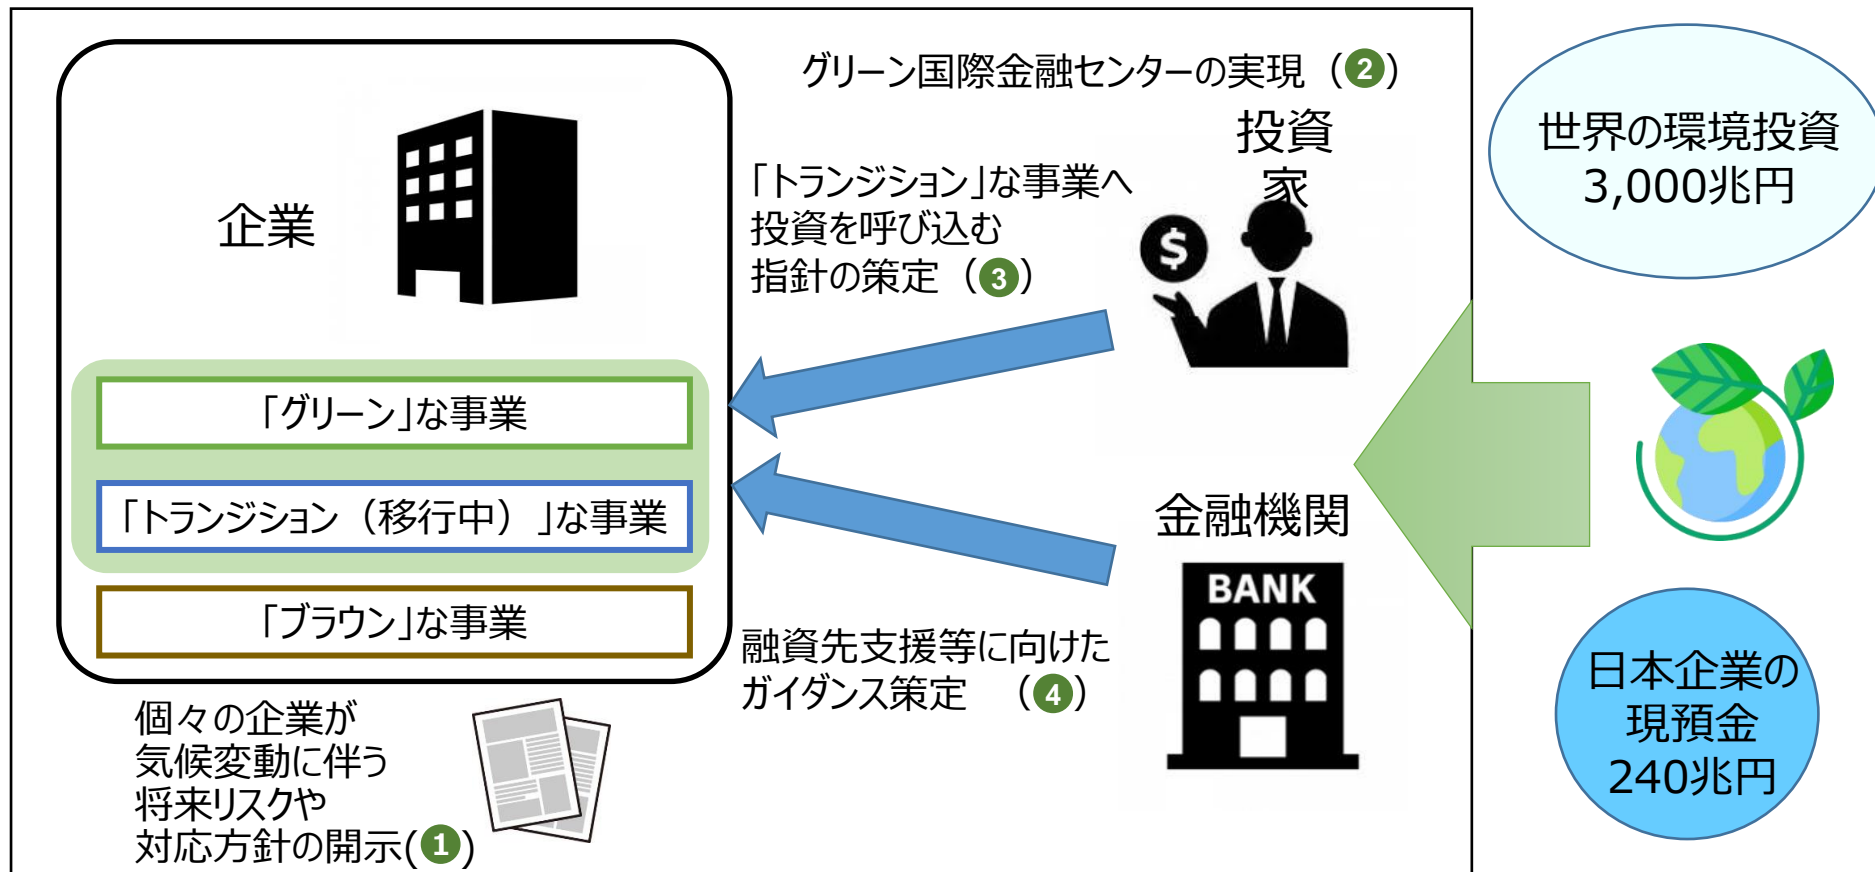 企業
「グリーン」な事業
「トランジション（移行中）」な事業
「ブラウン」な事業
個々の企業が
気候変動に伴う
将来リスクや
対応方針の開示(1)
グリーン国際金融センターの実現（2）
「トランジション」な事業へ
投資を呼び込む
指針の策定（3）
投資
家
$
融資先支援等に向けた
ガイダンス策定　（4）
金融機関
BANK
世界の環境投資
3,000兆円
日本企業の
現預金
240兆円